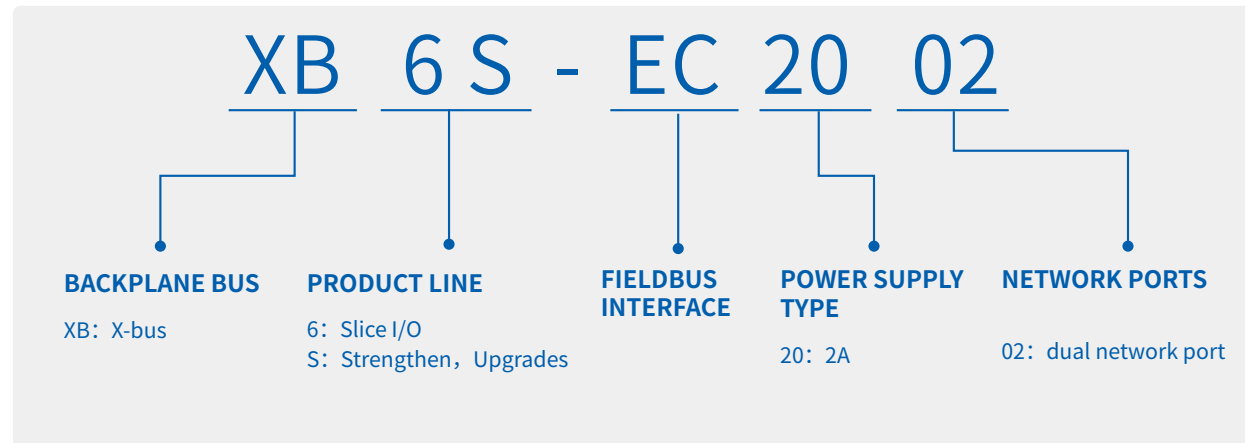 XB 6 S - EC 20 02
BACKPLANE BUS
XB：X-bus
PRODUCT LINE
6：Slice I/O
S：Strengthen，Upgrades
FIELDBUS
INTERFACE
POWER SUPPLY
TYPE
20：2A
NETWORK PORTS
02：dual network port